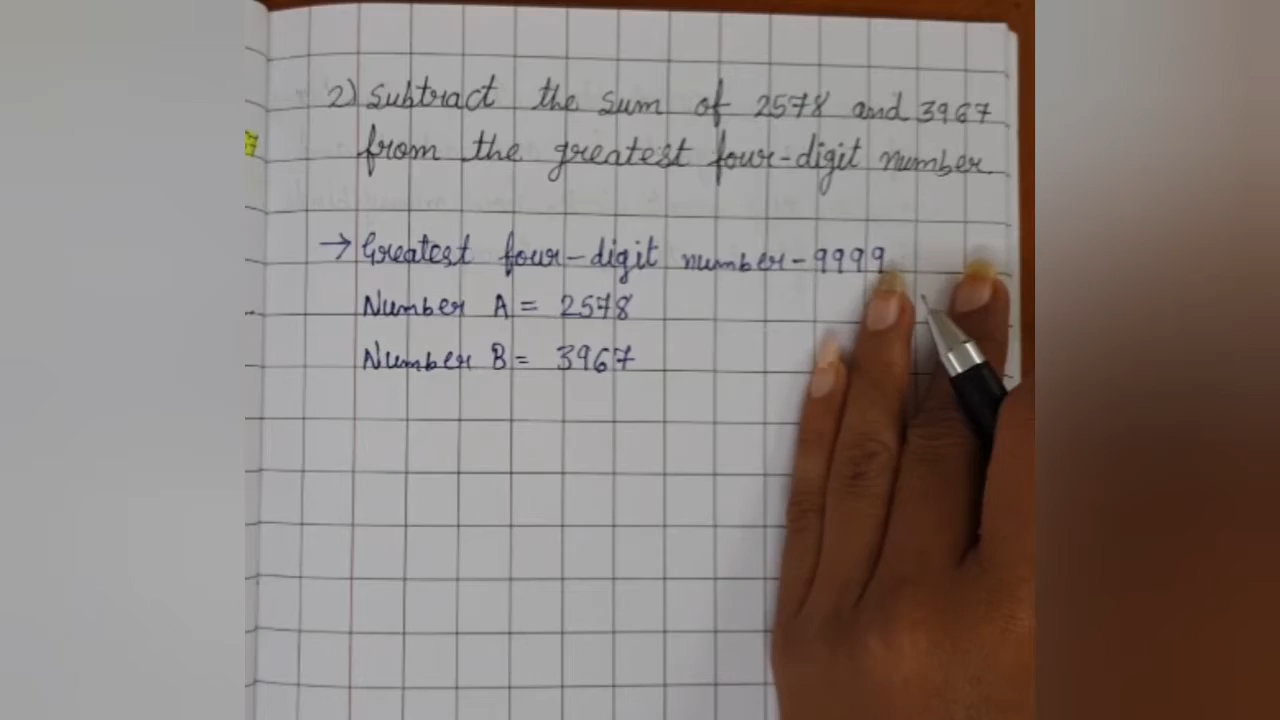 2) Subtract the sum of 2578 and 3967
from the greatest four-digit number
→ Greatest four-digit number - 9999
Number A = 2578
Number B = 3967